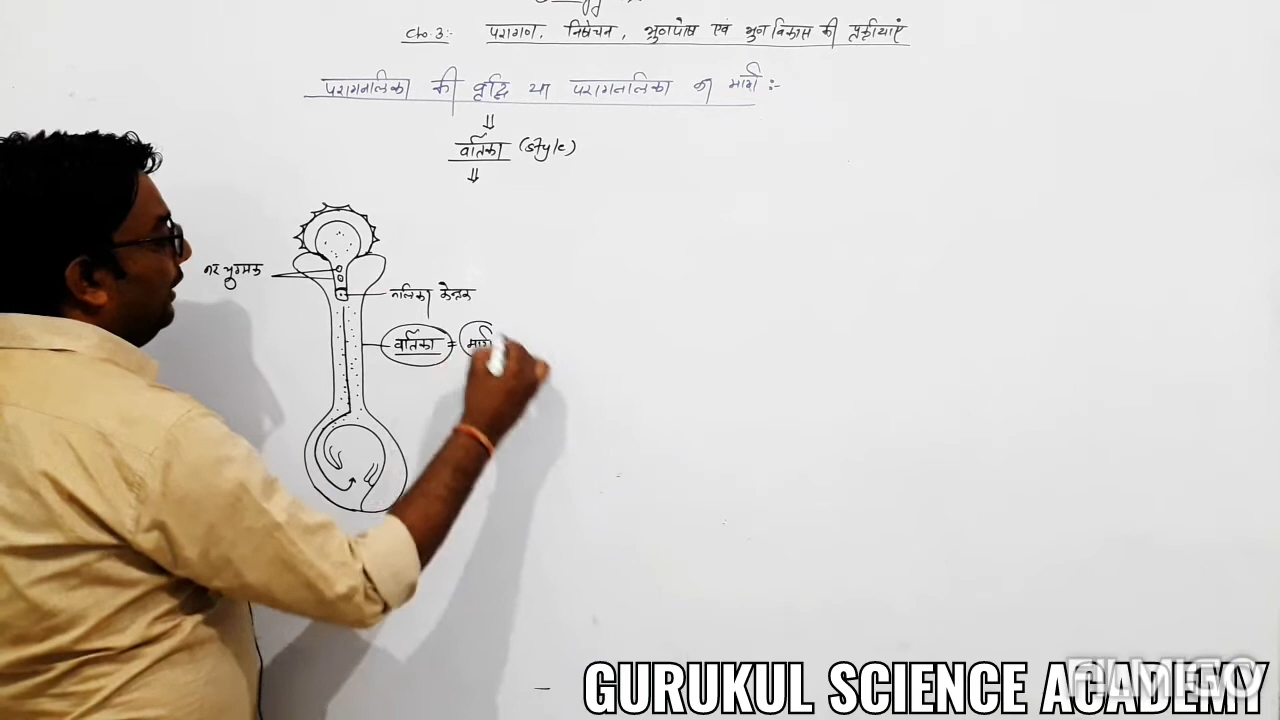 Ch. 3:- परागण, निषेचन, भ्रुणपोष एवं भ्रुण विकास की प्रक्रीयाएं
परागनलिका की वृद्धि या परागनलिका का मार्ग :-
⇓
वर्तिका (style)
⇓
नर युग्मक
नलिका केन्द्रक
वर्तिका = मार्ग
GURUKUL SCIENCE ACADEMY
FILMIGO